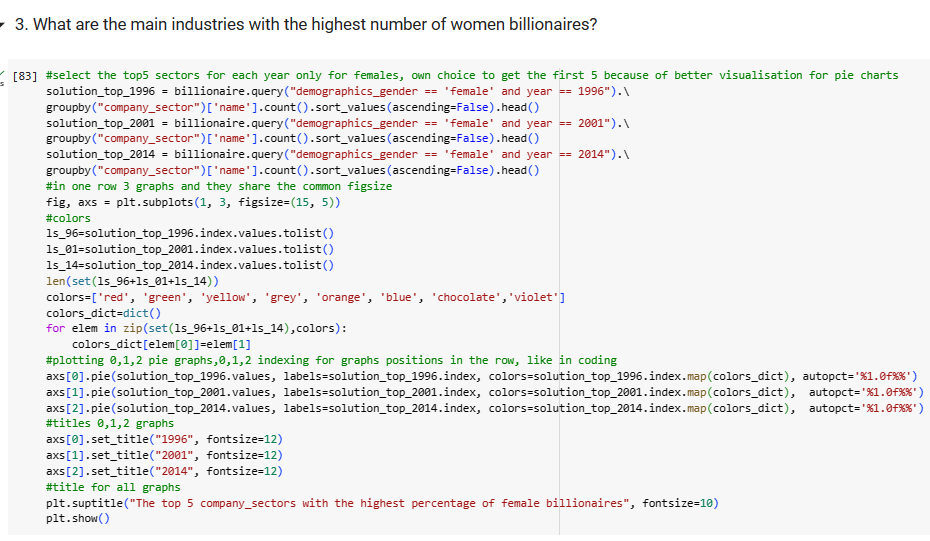 3. What are the main industries with the highest number of women billionaires?
[83] #select the top5 sectors for each year only for females, own choice to get the first 5 because of better visualisation for pie charts
solution_top_1996 = billionaire.query("demographics_gender == 'female' and year == 1996").\
groupby("company_sector")['name'].count().sort_values(ascending=False).head()
solution_top_2001 = billionaire.query("demographics_gender == 'female' and year == 2001").\
groupby("company_sector")['name'].count().sort_values(ascending=False).head()
solution_top_2014 = billionaire.query("demographics_gender == 'female' and year == 2014").\
groupby("company_sector")['name'].count().sort_values(ascending=False).head()
#in one row 3 graphs and they share the common figsize
fig, axs = plt.subplots(1, 3, figsize=(15, 5))
#colors
ls_96=solution_top_1996.index.values.tolist()
ls_01=solution_top_2001.index.values.tolist()
ls_14=solution_top_2014.index.values.tolist()
len(set(ls_96+ls_01+ls_14))
colors=['red', 'green', 'yellow', 'grey', 'orange', 'blue', 'chocolate','violet']
colors_dict=dict()
for elem in zip(set(ls_96+ls_01+ls_14),colors):
    colors_dict[elem[0]]=elem[1]
#plotting 0,1,2 pie graphs,0,1,2 indexing for graphs positions in the row, like in coding
axs[0].pie(solution_top_1996.values, labels=solution_top_1996.index, colors=solution_top_1996.index.map(colors_dict), autopct='%1.0f%%')
axs[1].pie(solution_top_2001.values, labels=solution_top_2001.index, colors=solution_top_2001.index.map(colors_dict),  autopct='%1.0f%%')
axs[2].pie(solution_top_2014.values, labels=solution_top_2014.index, colors=solution_top_2014.index.map(colors_dict),  autopct='%1.0f%%')
#titles 0,1,2 graphs
axs[0].set_title("1996", fontsize=12)
axs[1].set_title("2001", fontsize=12)
axs[2].set_title("2014", fontsize=12)
#title for all graphs
plt.suptitle("The top 5 company_sectors with the highest percentage of female billionaires", fontsize=10)
plt.show()